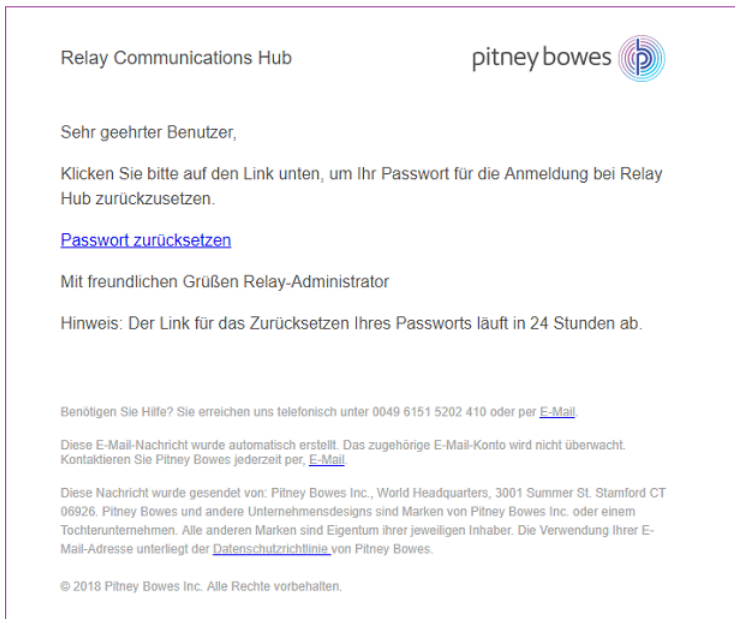 Relay Communications Hub
pitney bowes
Sehr geehrter Benutzer,
Klicken Sie bitte auf den Link unten, um Ihr Passwort für die Anmeldung bei Relay
Hub zurückzusetzen.
Passwort zurücksetzen
Mit freundlichen Grüßen Relay-Administrator
Hinweis: Der Link für das Zurücksetzen Ihres Passworts läuft in 24 Stunden ab.
Benötigen Sie Hilfe? Sie erreichen uns telefonisch unter 0049 6151 5202 410 oder per E-Mail.
Diese E-Mail-Nachricht wurde automatisch erstellt. Das zugehörige E-Mail-Konto wird nicht überwacht.
Kontaktieren Sie Pitney Bowes jederzeit per, E-Mail.
Diese Nachricht wurde gesendet von: Pitney Bowes Inc., World Headquarters, 3001 Summer St. Stamford CT
06926. Pitney Bowes und andere Unternehmensdesigns sind Marken von Pitney Bowes Inc. oder einem
Tochterunternehmen. Alle anderen Marken sind Eigentum ihrer jeweiligen Inhaber. Die Verwendung Ihrer E-
Mail-Adresse unterliegt der Datenschutzrichtlinie von Pitney Bowes.
© 2018 Pitney Bowes Inc. Alle Rechte vorbehalten.